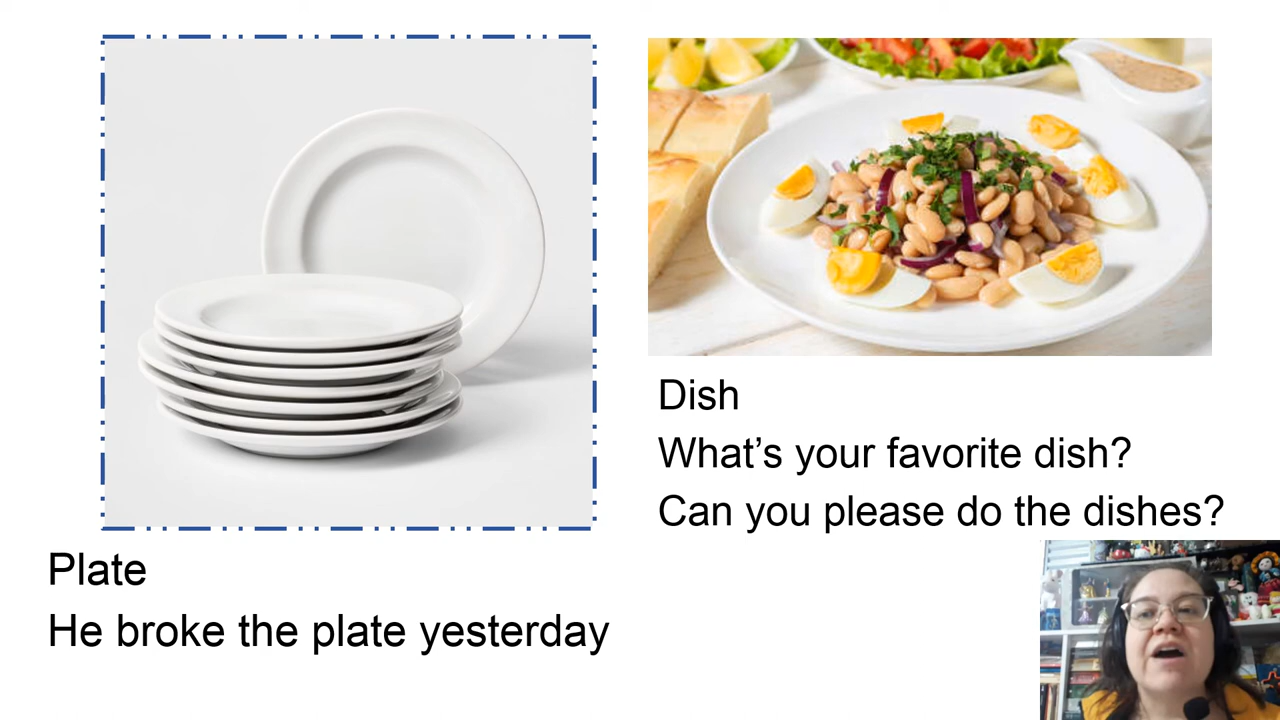 Plate
He broke the plate yesterday
Dish
What’s your favorite dish?
Can you please do the dishes?